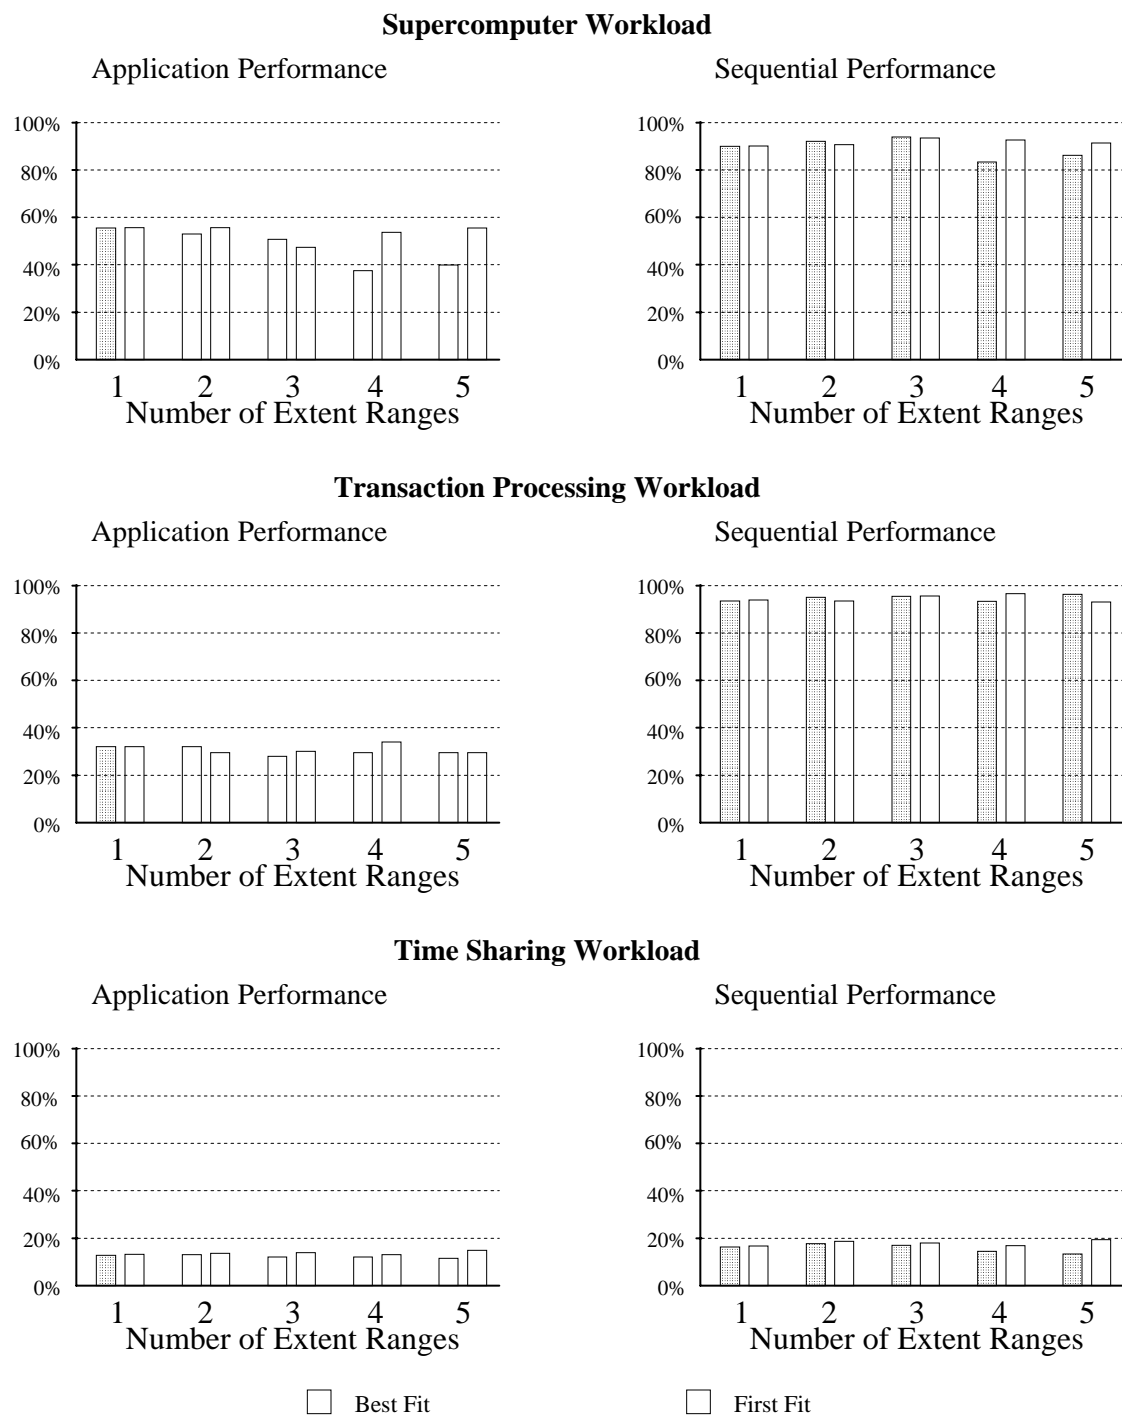 Supercomputer Workload
Application Performance
100%
80%
60%
40%
20%
0%
1 2 3 4 5
Number of Extent Ranges
Sequential Performance
100%
80%
60%
40%
20%
0%
1 2 3 4 5
Number of Extent Ranges
Transaction Processing Workload
Application Performance
100%
80%
60%
40%
20%
0%
1 2 3 4 5
Number of Extent Ranges
Sequential Performance
100%
80%
60%
40%
20%
0%
1 2 3 4 5
Number of Extent Ranges
Time Sharing Workload
Application Performance
100%
80%
60%
40%
20%
0%
1 2 3 4 5
Number of Extent Ranges
Sequential Performance
100%
80%
60%
40%
20%
0%
1 2 3 4 5
Number of Extent Ranges
Best Fit
First Fit